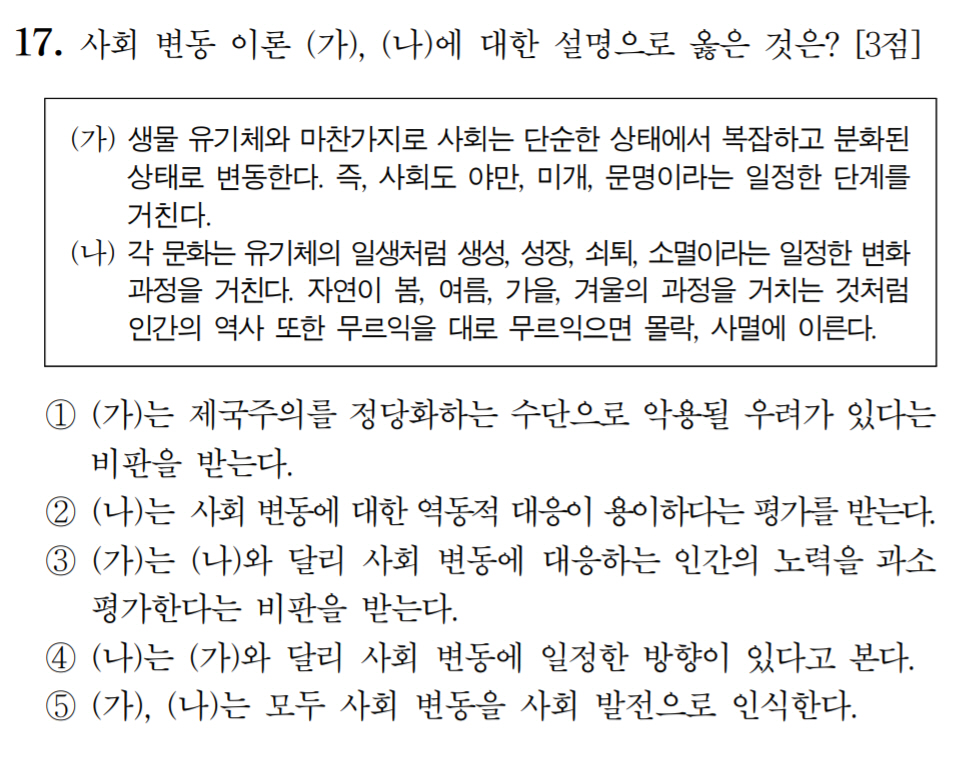 17. 사회 변동 이론 (가), (나)에 대한 설명으로 옳은 것은? [3점]
(가) 생물 유기체와 마찬가지로 사회는 단순한 상태에서 복잡하고 분화된
상태로 변동한다. 즉, 사회도 야만, 미개, 문명이라는 일정한 단계를
거친다.
(나) 각 문화는 유기체의 일생처럼 생성, 성장, 쇠퇴, 소멸이라는 일정한 변화
과정을 거친다. 자연이 봄, 여름, 가을, 겨울의 과정을 거치는 것처럼
인간의 역사 또한 무르익을 대로 무르익으면 몰락, 사멸에 이른다.
① (가)는 제국주의를 정당화하는 수단으로 악용될 우려가 있다는
비판을 받는다.
② (나)는 사회 변동에 대한 역동적 대응이 용이하다는 평가를 받는다.
③ (가)는 (나)와 달리 사회 변동에 대응하는 인간의 노력을 과소
평가한다는 비판을 받는다.
④ (나)는 (가)와 달리 사회 변동에 일정한 방향이 있다고 본다.
⑤ (가), (나)는 모두 사회 변동을 사회 발전으로 인식한다.